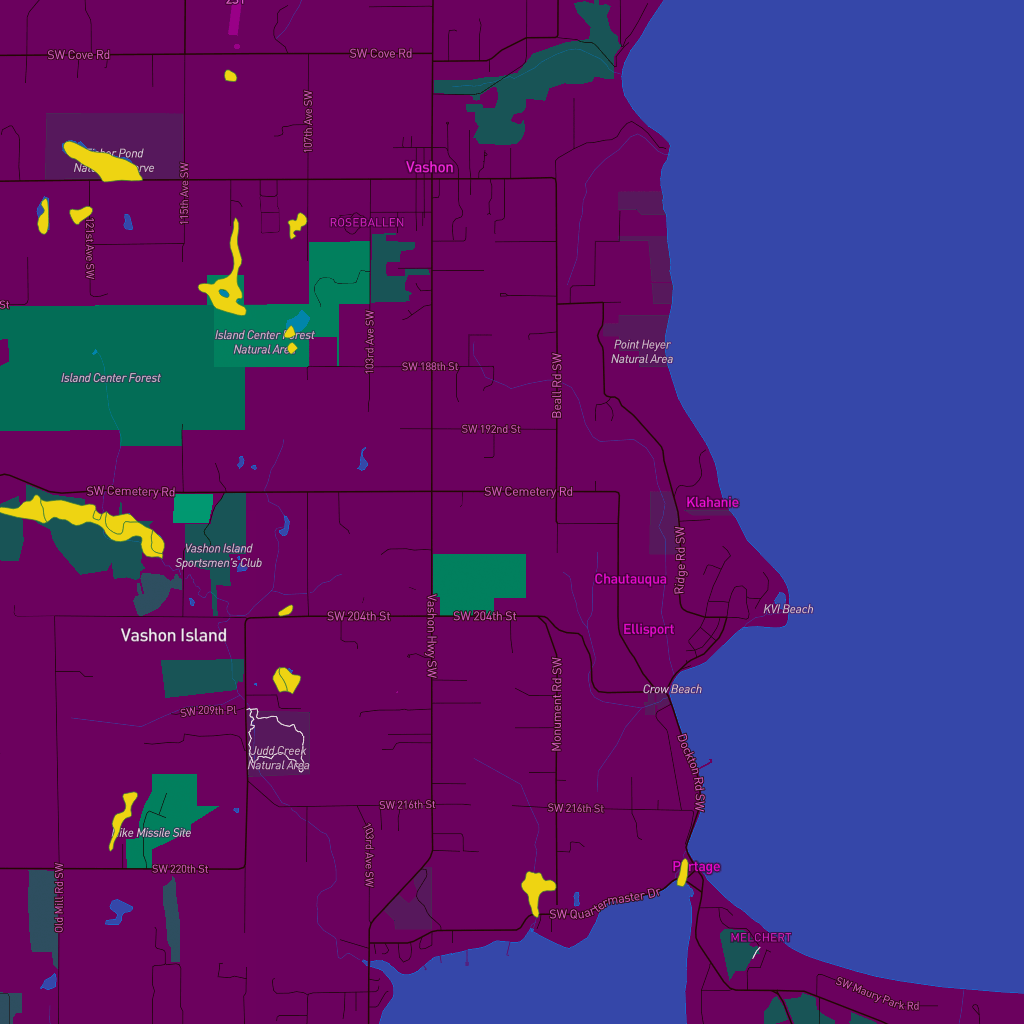 SW Cove Rd
SW Cove Rd
107th Ave SW
Pond
Vashon
115th Ave SW
121st Ave SW
ROSEBALLEN
St
Island Center Forest
Natural Area
103rd Ave SW
Point Heyer
Natural Area
SW 188th St
Island Center Forest
Beall Rd SW
SW 192nd St
SW Cemetery Rd
SW Cemetery Rd
Klahanie
Vashon Island
Sportsmen's Club
Ridge Rd SW
Chautauqua
KVI Beach
SW 204th St
SW 204th St
Vashon Hwy SW
Ellisport
Vashon Island
Crow Beach
Monument Rd SW
SW 209th Pl
Judd Creek
Natural Area
Dockton Rd SW
SW 216th St
SW 216th St
Missile Site
103rd Ave SW
SW 220th St
Portage
Old Mill Rd SW
SW Quartermaster Dr
MELCHERT
SW Maury Park Rd